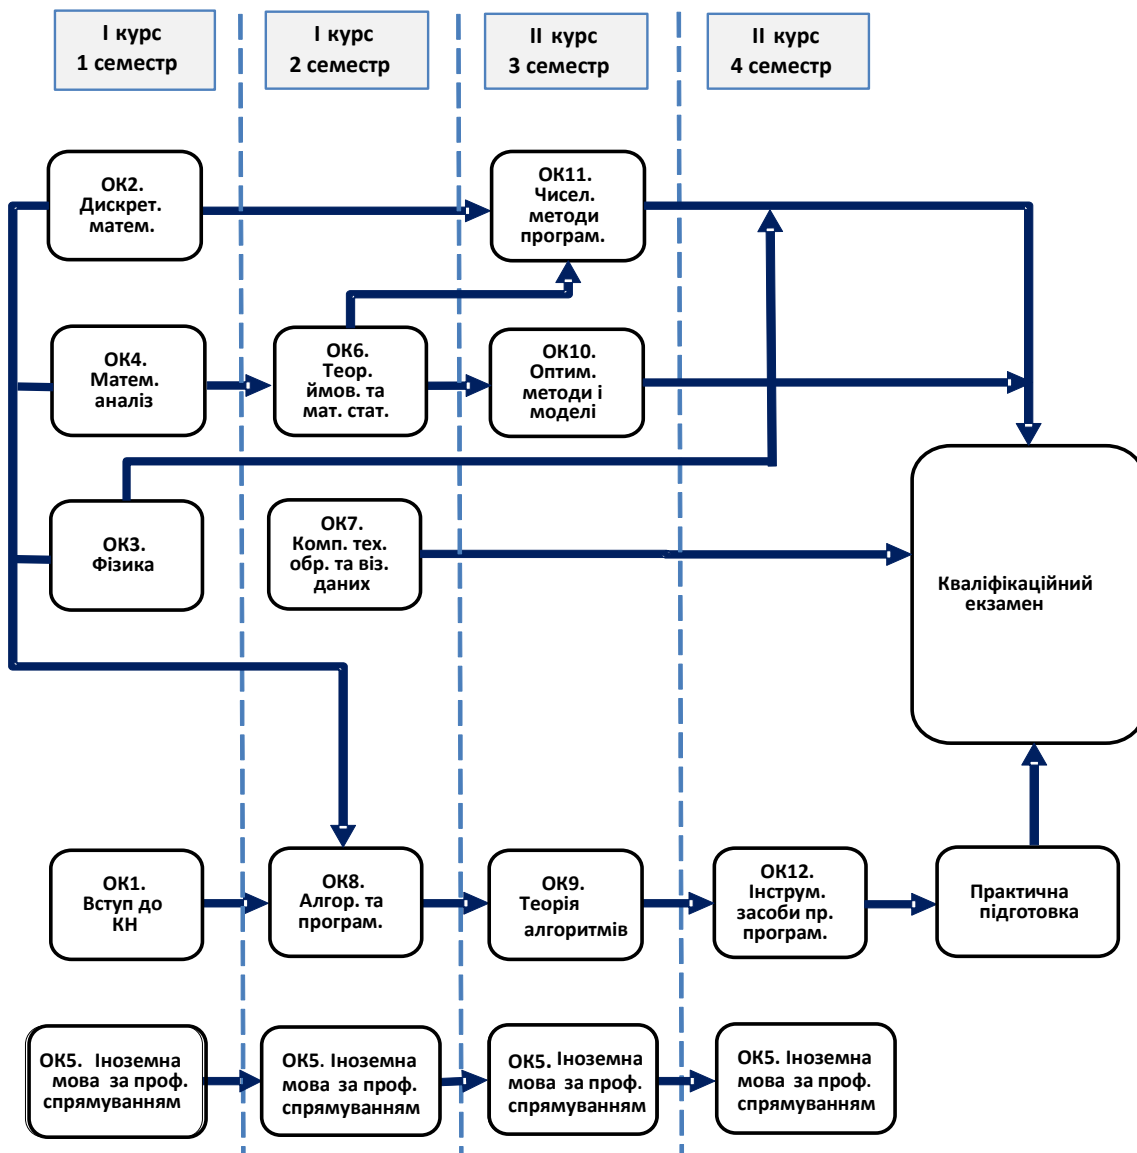 І курс
1 семестр
І курс
2 семестр
ІІ курс
3 семестр
ІІ курс
4 семестр
ОК2.
Дискрет.
матем.
ОК11.
Чисел.
методи
програм.
ОК4.
Матем.
аналіз
ОК6.
Теор.
ймов. та
мат. стат.
ОК10.
Оптим.
методи і
моделі
ОК3.
Фізика
ОК7.
Комп. тех.
обр. та віз.
даних
Кваліфікаційний
екзамен
ОК1.
Вступ до
КН
ОК8.
Алгор. та
програм.
ОК9.
Теорія
алгоритмів
ОК12.
Інструм.
засоби пр.
програм.
Практична
підготовка
ОК5. Іноземна
мова за проф.
спрямуванням
ОК5. Іноземна
мова за проф.
спрямуванням
ОК5. Іноземна
мова за проф.
спрямуванням
ОК5. Іноземна
мова за проф.
спрямуванням